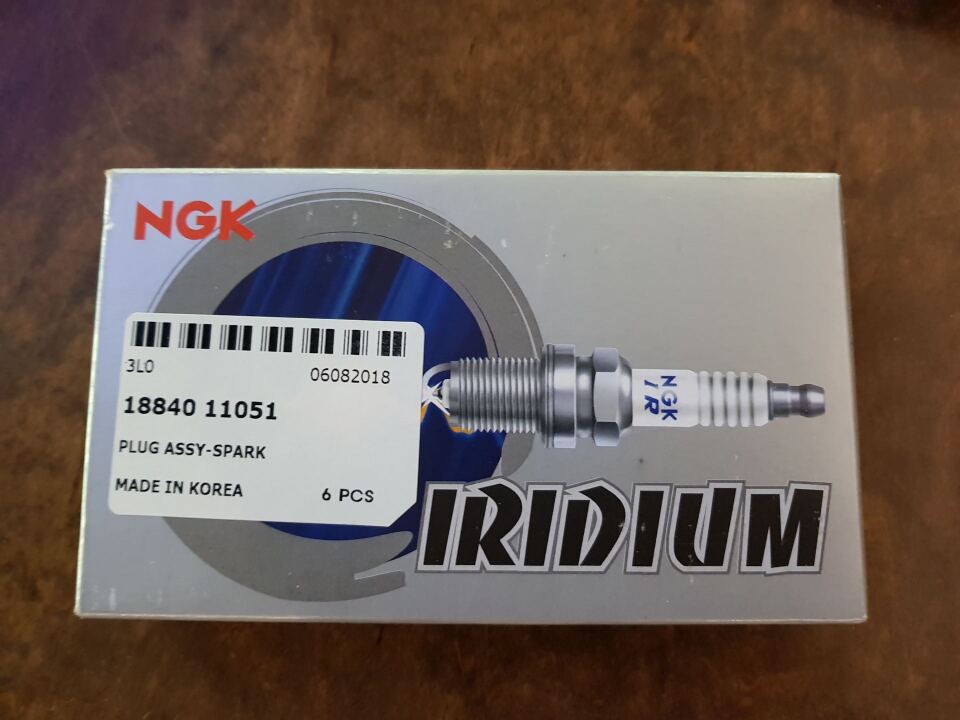 NGK
3L0
06082018
18840 11051
PLUG ASSY-SPARK
MADE IN KOREA
6 PCS
NGK
IR
IRIDIUM